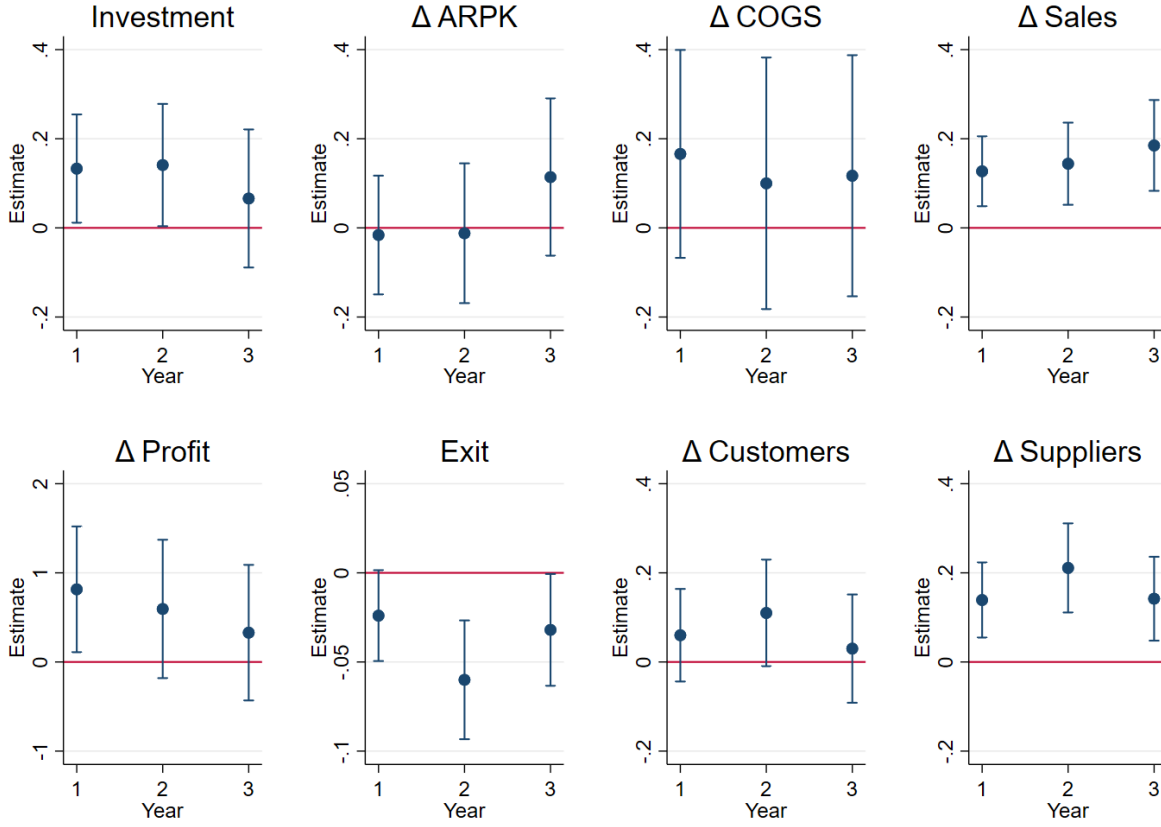 Investment
Estimate
.4
.2
0
-.2
1 2 3
Year
Δ ARPK
Estimate
.4
.2
0
-.2
1 2 3
Year
Δ COGS
Estimate
.4
.2
0
-.2
1 2 3
Year
Δ Sales
Estimate
.4
.2
0
-.2
1 2 3
Year
Δ Profit
Estimate
2
1
0
-1
1 2 3
Year
Exit
Estimate
.05
0
-.05
-.1
1 2 3
Year
Δ Customers
Estimate
.4
.2
0
-.2
1 2 3
Year
Δ Suppliers
Estimate
.4
.2
0
-.2
1 2 3
Year